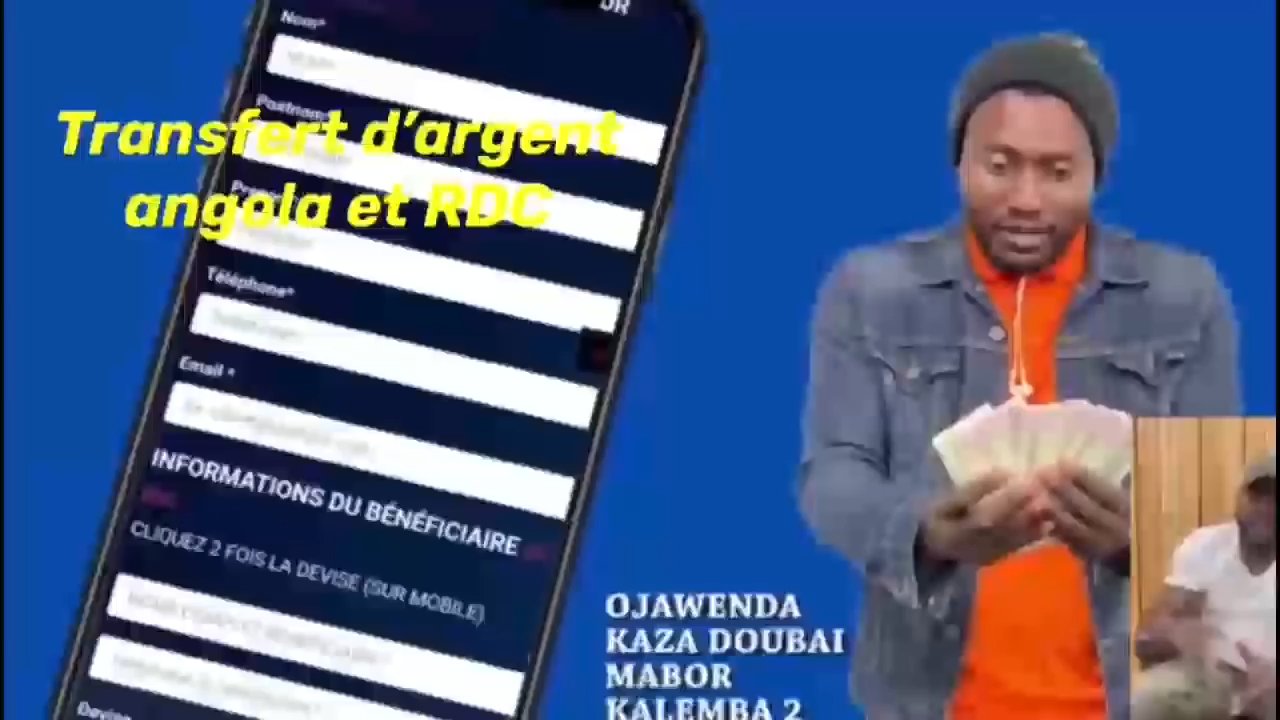 Nom*
Transfert d'argent
angola et RDC
Téléphone*
Email *
INFORMATIONS DU BÉNÉFICIAIRE
CLIQUEZ 2 FOIS LA DEVISE (SUR MOBILE)
OJAWENDA
KAZA DOUBAI
MABOR
KALEMBA 2